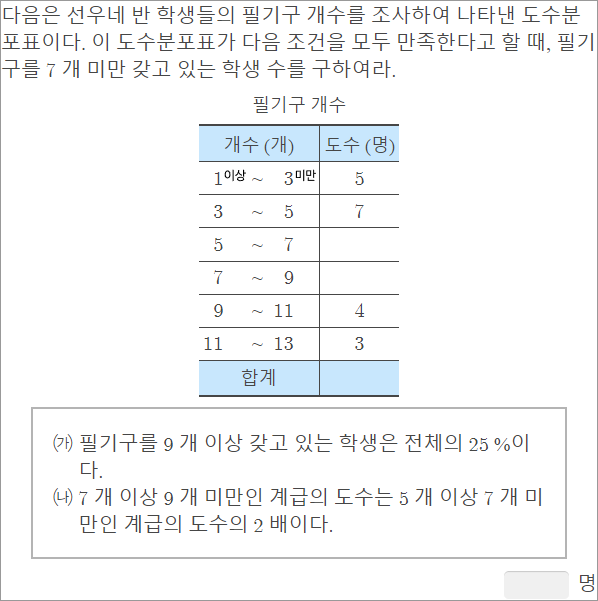 다음은 선우네 반 학생들의 필기구 개수를 조사하여 나타낸 도수분
포표이다. 이 도수분포표가 다음 조건을 모두 만족한다고 할 때, 필기
구를 7 개 미만 갖고 있는 학생 수를 구하여라.
필기구 개수
개수 (개) 도수 (명)
1이상 ~ 3미만 5
3 ~ 5 7
5 ~ 7
7 ~ 9
9 ~ 11 4
11 ~ 13 3
합계
㈎ 필기구를 9 개 이상 갖고 있는 학생은 전체의 25 %이
다.
㈏ 7 개 이상 9 개 미만인 계급의 도수는 5 개 이상 7 개 미
만인 계급의 도수의 2 배이다.
명